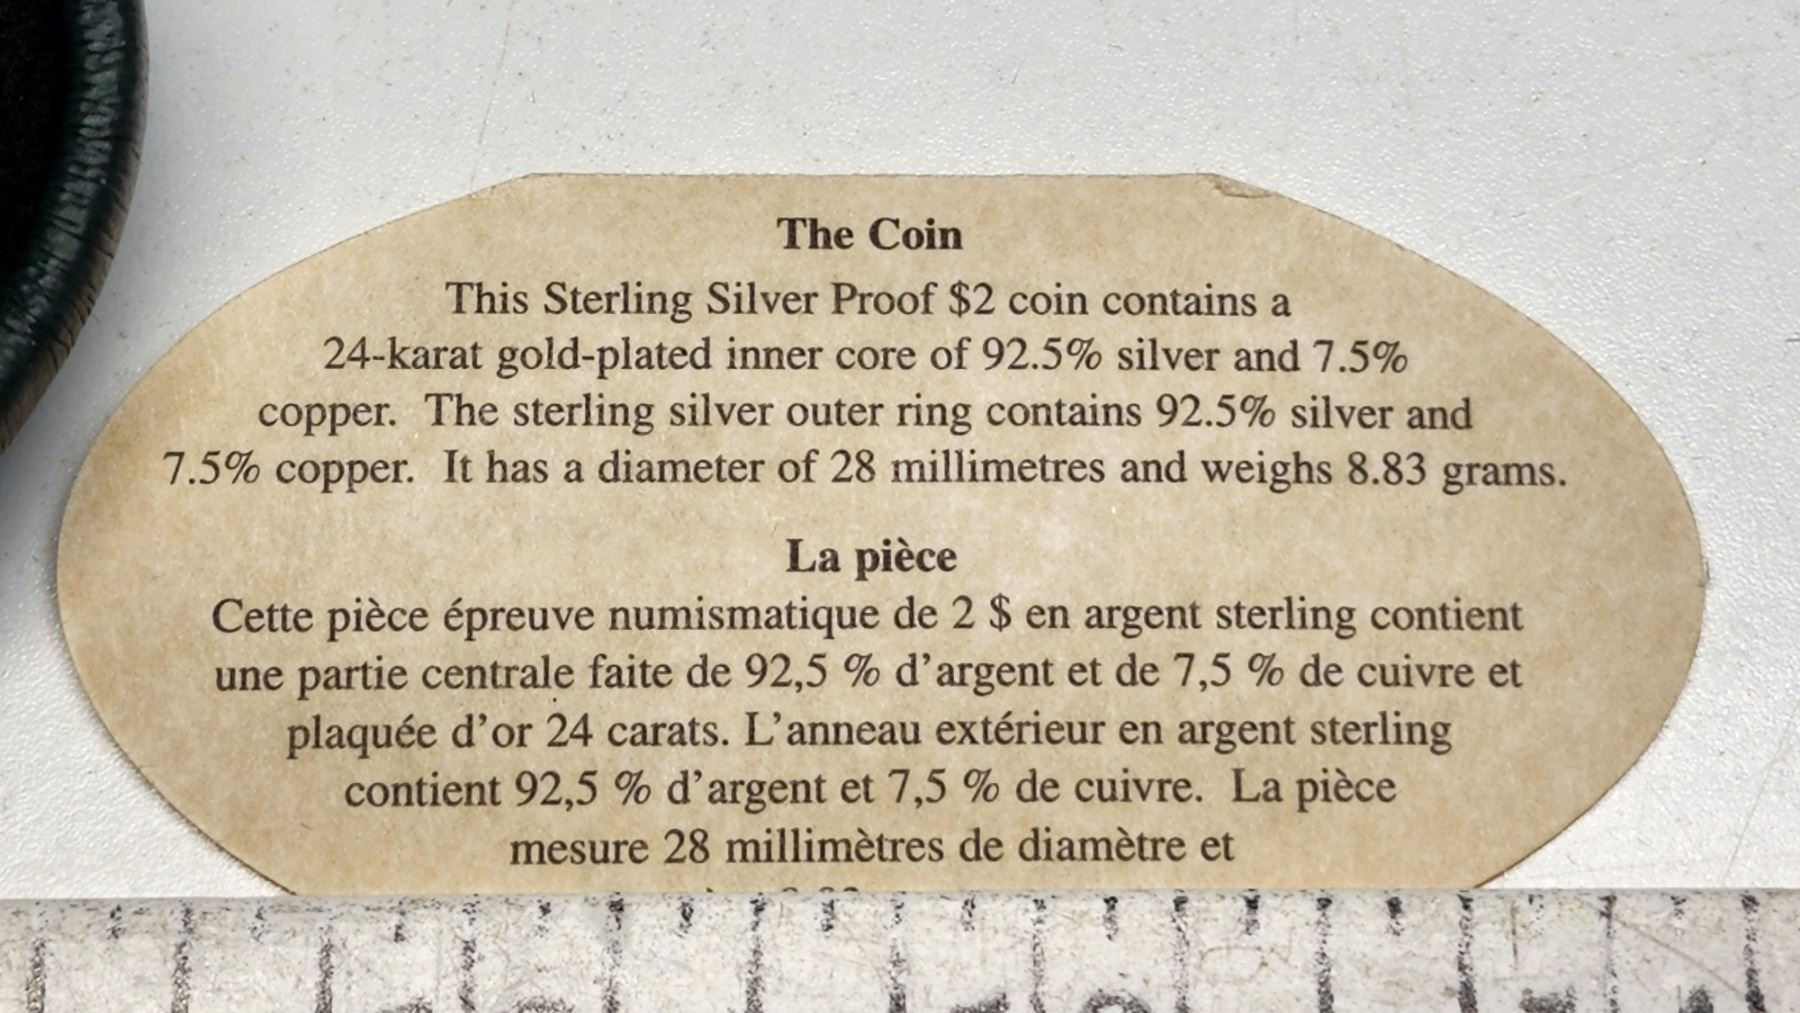 The Coin
This Sterling Silver Proof $2 coin contains a
24-karat gold-plated inner core of 92.5% silver and 7.5%
copper. The sterling silver outer ring contains 92.5% silver and
7.5% copper. It has a diameter of 28 millimetres and weighs 8.83 grams.
La pièce
Cette pièce épreuve numismatique de 2 $ en argent sterling contient
une partie centrale faite de 92,5 % d'argent et de 7,5 % de cuivre et
plaquée d'or 24 carats. L'anneau extérieur en argent sterling
contient 92,5 % d'argent et 7,5 % de cuivre. La pièce
mesure 28 millimètres de diamètre et